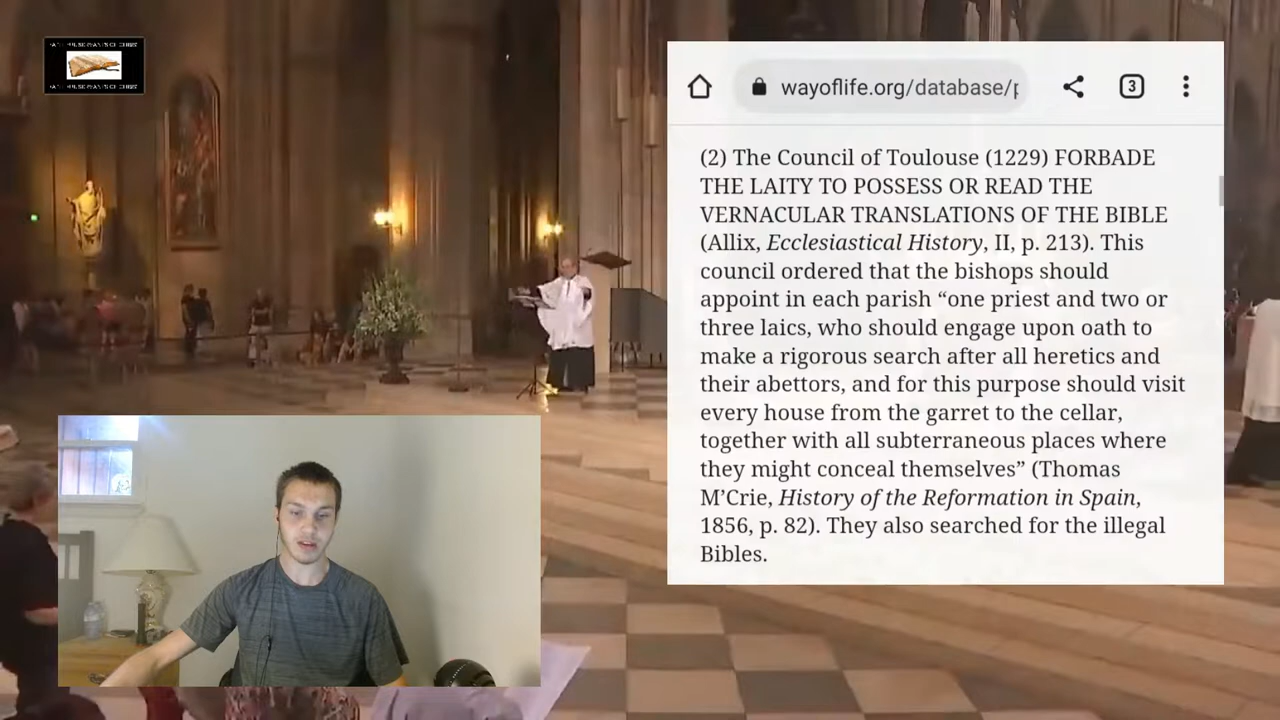 wayoflife.org/database/p
3
(2) The Council of Toulouse (1229) FORBADE
THE LAITY TO POSSESS OR READ THE
VERNACULAR TRANSLATIONS OF THE BIBLE
(Allix, Ecclesiastical History, II, p. 213). This
council ordered that the bishops should
appoint in each parish “one priest and two or
three laics, who should engage upon oath to
make a rigorous search after all heretics and
their abettors, and for this purpose should visit
every house from the garret to the cellar,
together with all subterraneous places where
they might conceal themselves” (Thomas
M’Crie, History of the Reformation in Spain,
1856, p. 82). They also searched for the illegal
Bibles.